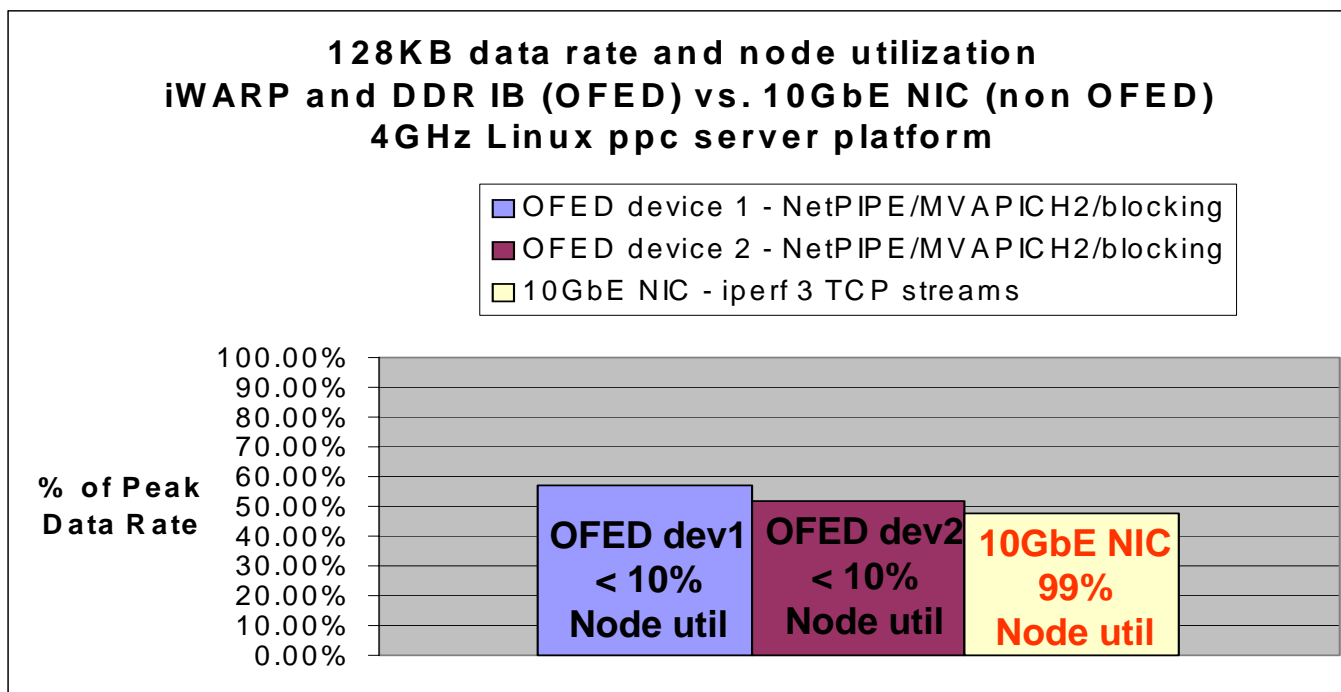 128KB data rate and node utilization
iWARP and DDR IB (OFED) vs. 10GbE NIC (non OFED)
4GHz Linux ppc server platform
OFED device 1 - NetPIPE/MVAPICH2/blocking
OFED device 2 - NetPIPE/MVAPICH2/blocking
10GbE NIC - iperf 3 TCP streams
100.00%
90.00%
80.00%
70.00%
60.00%
50.00%
40.00%
30.00%
20.00%
10.00%
0.00%
% of Peak
Data Rate
OFED dev1
< 10%
Node util
OFED dev2
< 10%
Node util
10GbE NIC
99%
Node util